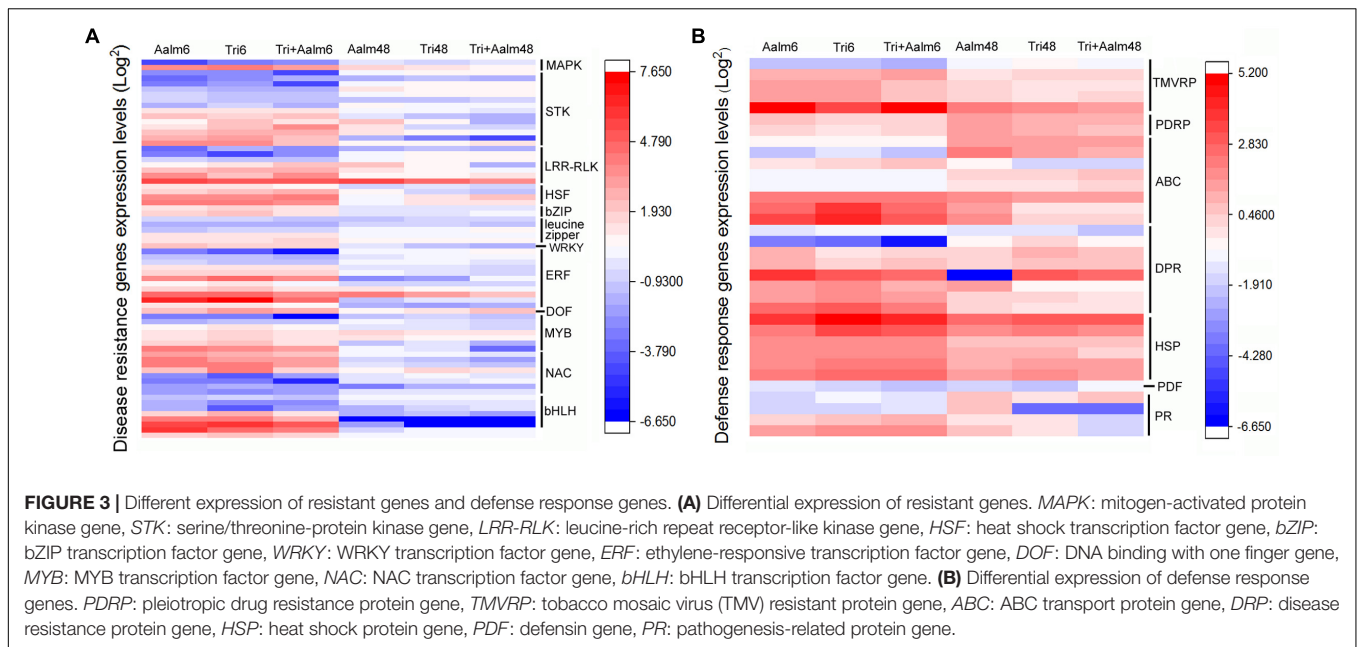 A
Aalm6 Tri6 Tri+Aalm6 Aalm48 Tri48 Tri+Aalm48
Disease resistance genes expression levels (Log²)
MAPK
STK
LRR-RLK
HSF
bZIP
leucine
zipper
WRKY
ERF
DOF
MYB
NAC
bHLH
7.650
4.790
1.930
-0.9300
-3.790
-6.650
B
Aalm6 Tri6 Tri+Aalm6 Aalm48 Tri48 Tri+Aalm48
Defense response genes expression levels (Log²)
TMVRP
PDRP
ABC
DPR
HSP
PDF
PR
5.200
2.830
0.4600
-1.910
-4.280
-6.650
FIGURE 3 | Different expression of resistant genes and defense response genes. (A) Differential expression of resistant genes. MAPK: mitogen-activated protein
kinase gene, STK: serine/threonine-protein kinase gene, LRR-RLK: leucine-rich repeat receptor-like kinase gene, HSF: heat shock transcription factor gene, bZIP:
bZIP transcription factor gene, WRKY: WRKY transcription factor gene, ERF: ethylene-responsive transcription factor gene, DOF: DNA binding with one finger gene,
MYB: MYB transcription factor gene, NAC: NAC transcription factor gene, bHLH: bHLH transcription factor gene. (B) Differential expression of defense response
genes. PDRP: pleiotropic drug resistance protein gene, TMVRP: tobacco mosaic virus (TMV) resistant protein gene, ABC: ABC transport protein gene, DRP: disease
resistance protein gene, HSP: heat shock protein gene, PDF: defensin gene, PR: pathogenesis-related protein gene.